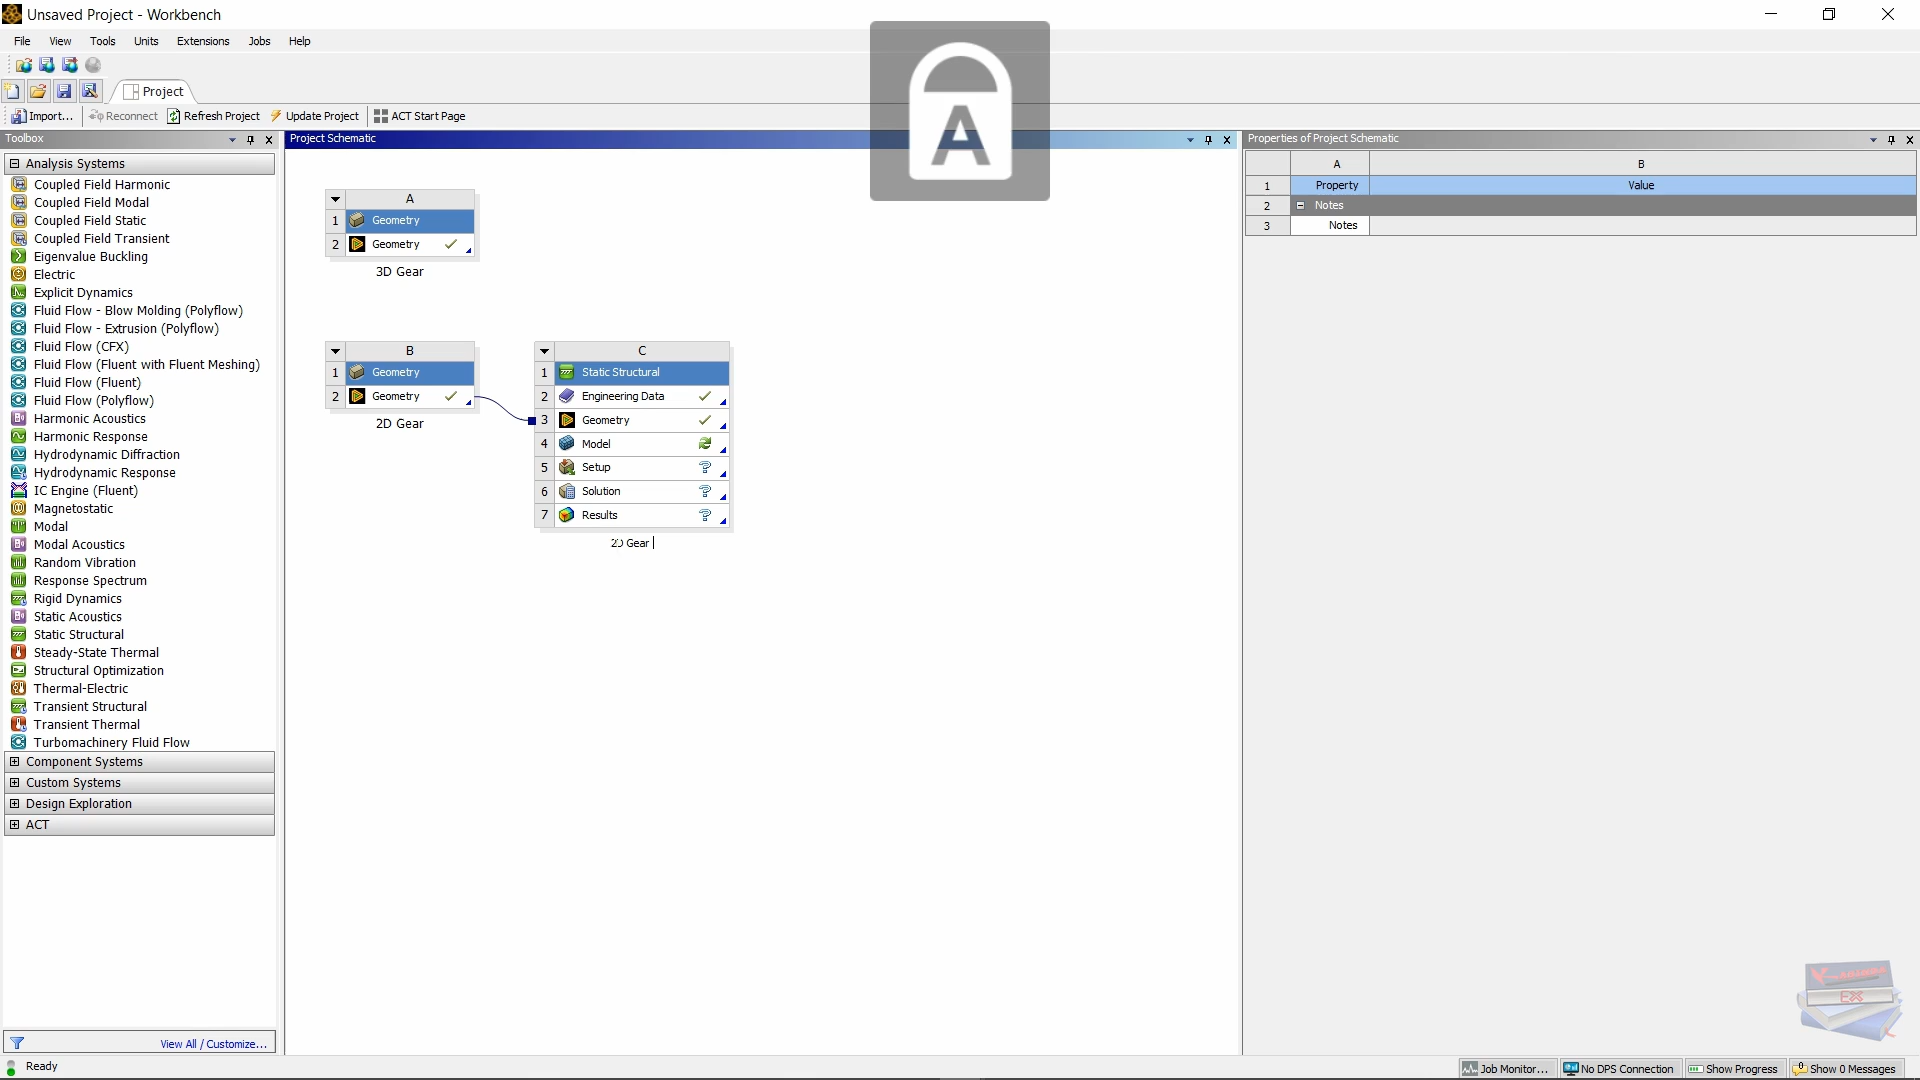 Unsaved Project - Workbench
File View Tools Units Extensions Jobs Help
Project
Import... Reconnect Refresh Project Update Project ACT Start Page
Toolbox
Analysis Systems
Coupled Field Harmonic
Coupled Field Modal
Coupled Field Static
Coupled Field Transient
Eigenvalue Buckling
Electric
Explicit Dynamics
Fluid Flow - Blow Molding (Polyflow)
Fluid Flow - Extrusion (Polyflow)
Fluid Flow (CFX)
Fluid Flow (Fluent with Fluent Meshing)
Fluid Flow (Fluent)
Fluid Flow (Polyflow)
Harmonic Acoustics
Harmonic Response
Hydrodynamic Diffraction
Hydrodynamic Response
IC Engine (Fluent)
Magnetostatic
Modal
Modal Acoustics
Random Vibration
Response Spectrum
Rigid Dynamics
Static Acoustics
Static Structural
Steady-State Thermal
Structural Optimization
Thermal-Electric
Transient Structural
Transient Thermal
Turbomachinery Fluid Flow
Component Systems
Custom Systems
Design Exploration
ACT
View All / Customize...
Project Schematic
A
1 Geometry
2 Geometry
3D Gear
B
1 Geometry
2 Geometry
2D Gear
C
1 Static Structural
2 Engineering Data
3 Geometry
4 Model
5 Setup
6 Solution
7 Results
2D Gear
A
Properties of Project Schematic
A B
1 Property Value
2 Notes
3 Notes
EX
Ready
Job Monitor... No DPS Connection Show Progress Show 0 Messages